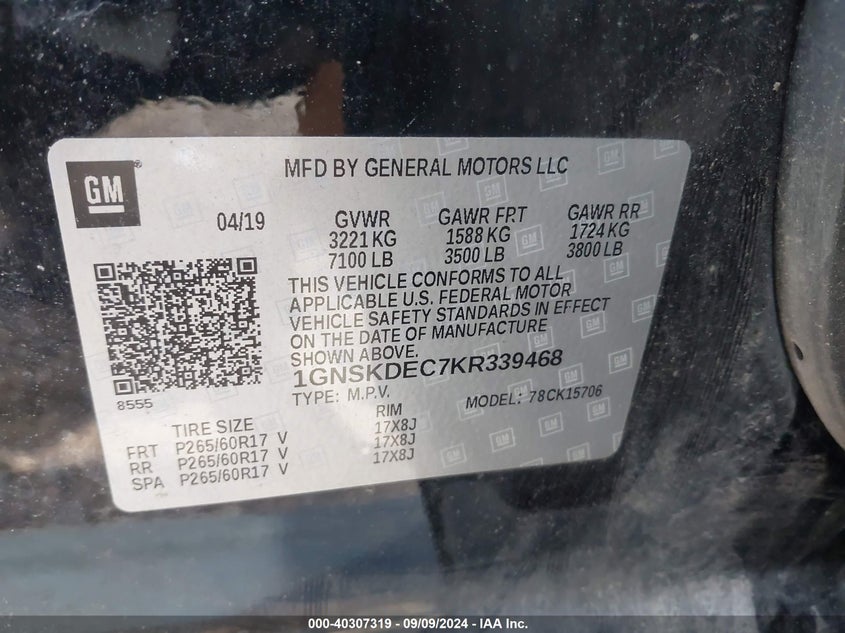 GM
MFD BY GENERAL MOTORS LLC
04/19
GVWR GAWR FRT GAWR RR
3221 KG 1588 KG 1724 KG
7100 LB 3500 LB 3800 LB
THIS VEHICLE CONFORMS TO ALL
APPLICABLE U.S. FEDERAL MOTOR
VEHICLE SAFETY STANDARDS IN EFFECT
ON THE DATE OF MANUFACTURE
SHOWN ABOVE.
1GNSKDEC7KR339468
8555
TYPE: M.P.V. MODEL: 78CK15706
TIRE SIZE RIM
FRT P265/60R17 V 17X8J
RR P265/60R17 V 17X8J
SPA P265/60R17 V 17X8J
000-40307319 - 09/09/2024 - IAA Inc.